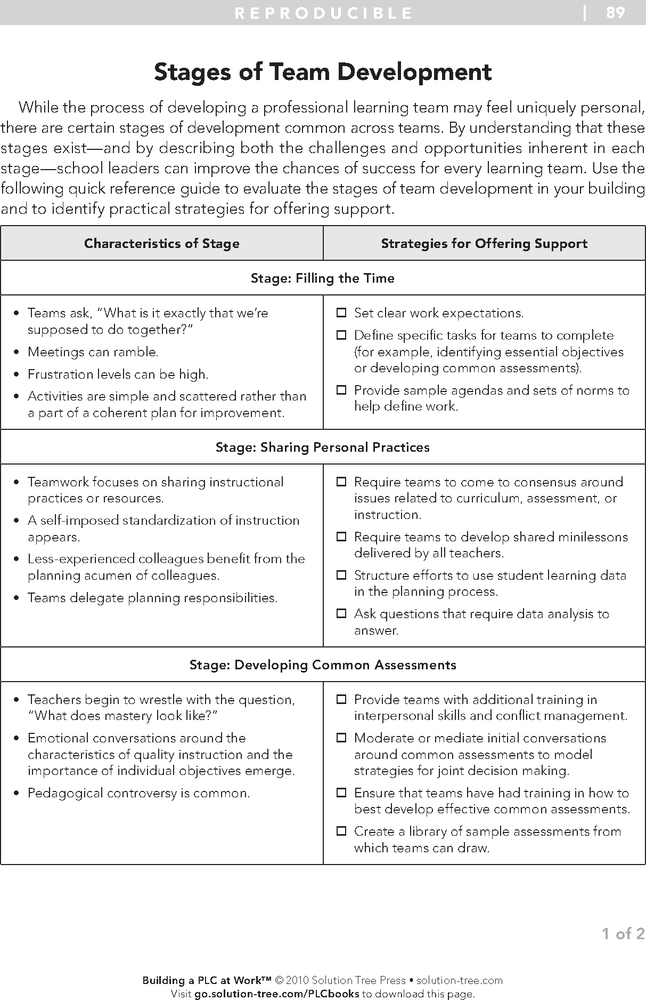 REPRODUCIBLE | 89
Stages of Team Development
While the process of developing a professional learning team may feel uniquely personal,
there are certain stages of development common across teams. By understanding that these
stages exist—and by describing both the challenges and opportunities inherent in each
stage—school leaders can improve the chances of success for every learning team. Use the
following quick reference guide to evaluate the stages of team development in your building
and to identify practical strategies for offering support.
Characteristics of Stage
Strategies for Offering Support
Stage: Filling the Time
• Teams ask, “What is it exactly that we’re
supposed to do together?”
• Meetings can ramble.
• Frustration levels can be high.
• Activities are simple and scattered rather than
a part of a coherent plan for improvement.
□ Set clear work expectations.
□ Define specific tasks for teams to complete
(for example, identifying essential objectives
or developing common assessments).
□ Provide sample agendas and sets of norms to
help define work.
Stage: Sharing Personal Practices
• Teamwork focuses on sharing instructional
practices or resources.
• A self-imposed standardization of instruction
appears.
• Less-experienced colleagues benefit from the
planning acumen of colleagues.
• Teams delegate planning responsibilities.
□ Require teams to come to consensus around
issues related to curriculum, assessment, or
instruction.
□ Require teams to develop shared minilessons
delivered by all teachers.
□ Structure efforts to use student learning data
in the planning process.
□ Ask questions that require data analysis to
answer.
Stage: Developing Common Assessments
• Teachers begin to wrestle with the question,
“What does mastery look like?”
• Emotional conversations around the
characteristics of quality instruction and the
importance of individual objectives emerge.
• Pedagogical controversy is common.
□ Provide teams with additional training in
interpersonal skills and conflict management.
□ Moderate or mediate initial conversations
around common assessments to model
strategies for joint decision making.
□ Ensure that teams have had training in how to
best develop effective common assessments.
□ Create a library of sample assessments from
which teams can draw.
1 of 2
Building a PLC at Work™ © 2010 Solution Tree Press • solution-tree.com
Visit go.solution-tree.com/PLCbooks to download this page.